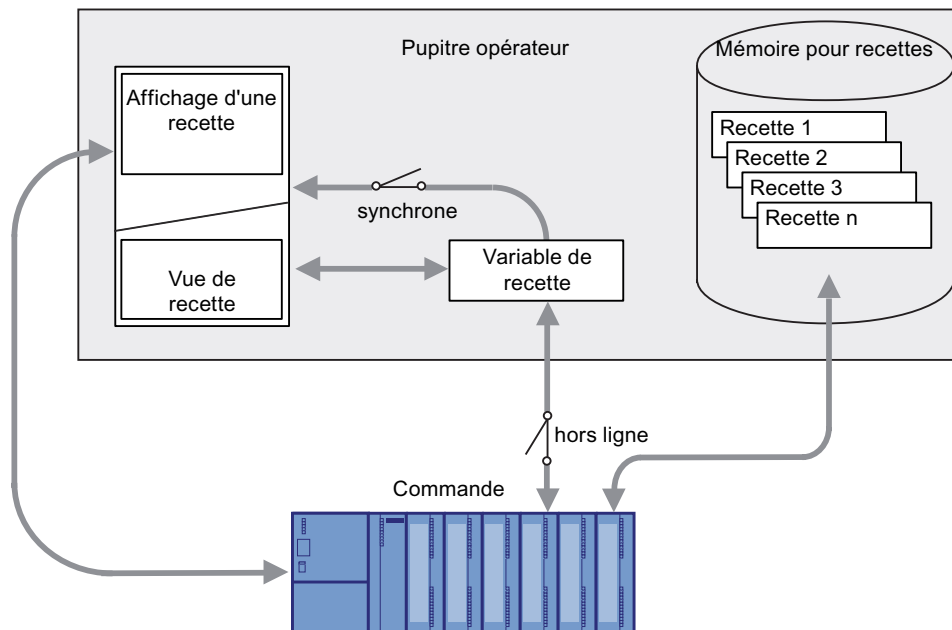 Pupitre opérateur
Mémoire pour recettes
Affichage d'une
recette
Recette 1
Recette 2
Recette 3
Recette n
synchrone
Vue de
recette
Variable de
recette
hors ligne
Commande